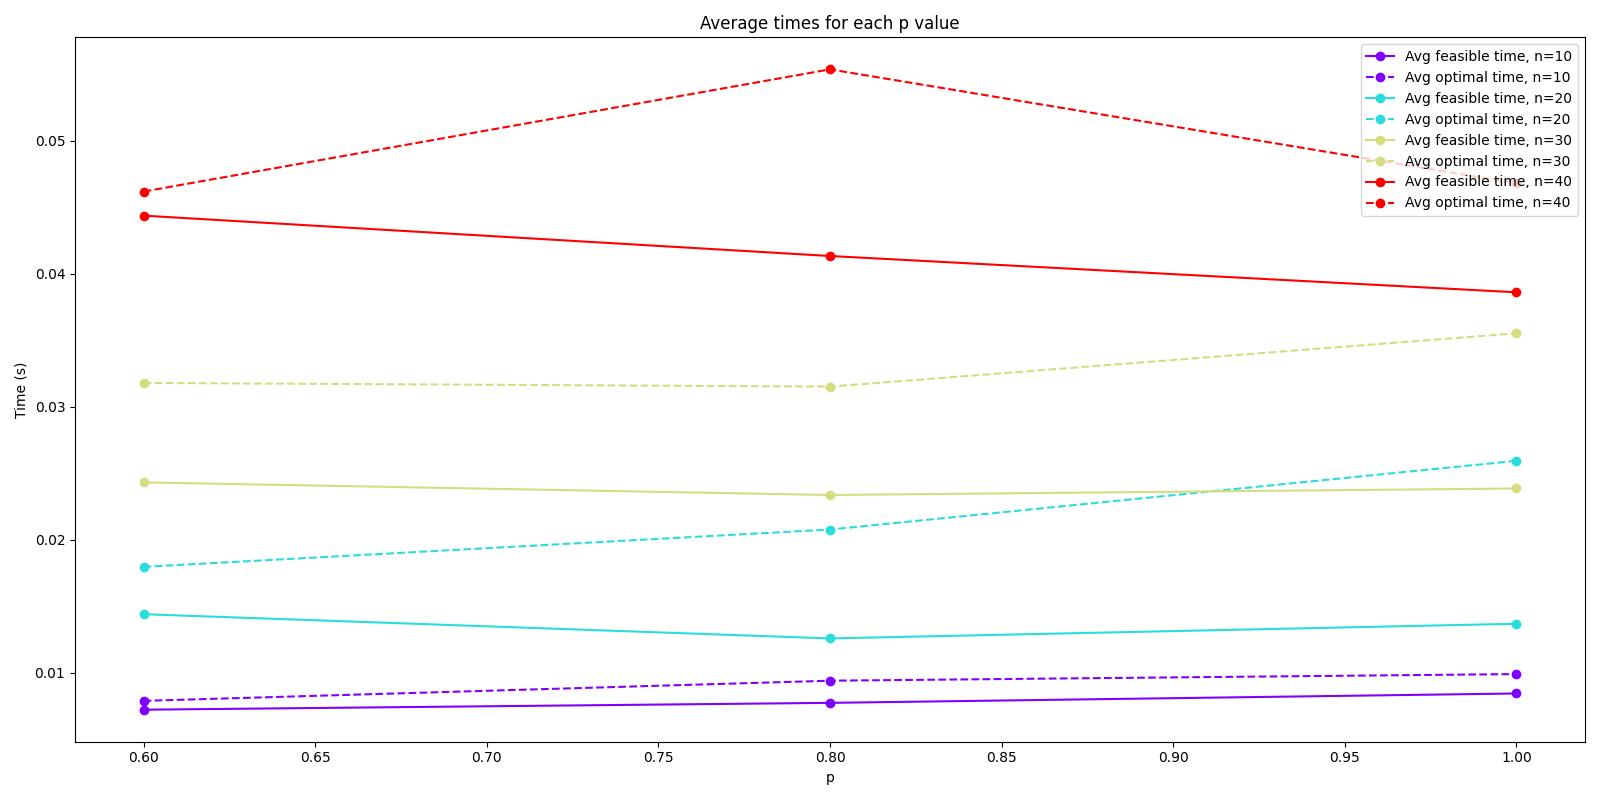 Average times for each p value
Avg feasible time, n=10
Avg optimal time, n=10
Avg feasible time, n=20
Avg optimal time, n=20
Avg feasible time, n=30
Avg optimal time, n=30
Avg feasible time, n=40
Avg optimal time, n=40
Time (s)
0.05
0.04
0.03
0.02
0.01
0.60 0.65 0.70 0.75 0.80 0.85 0.90 0.95 1.00
p